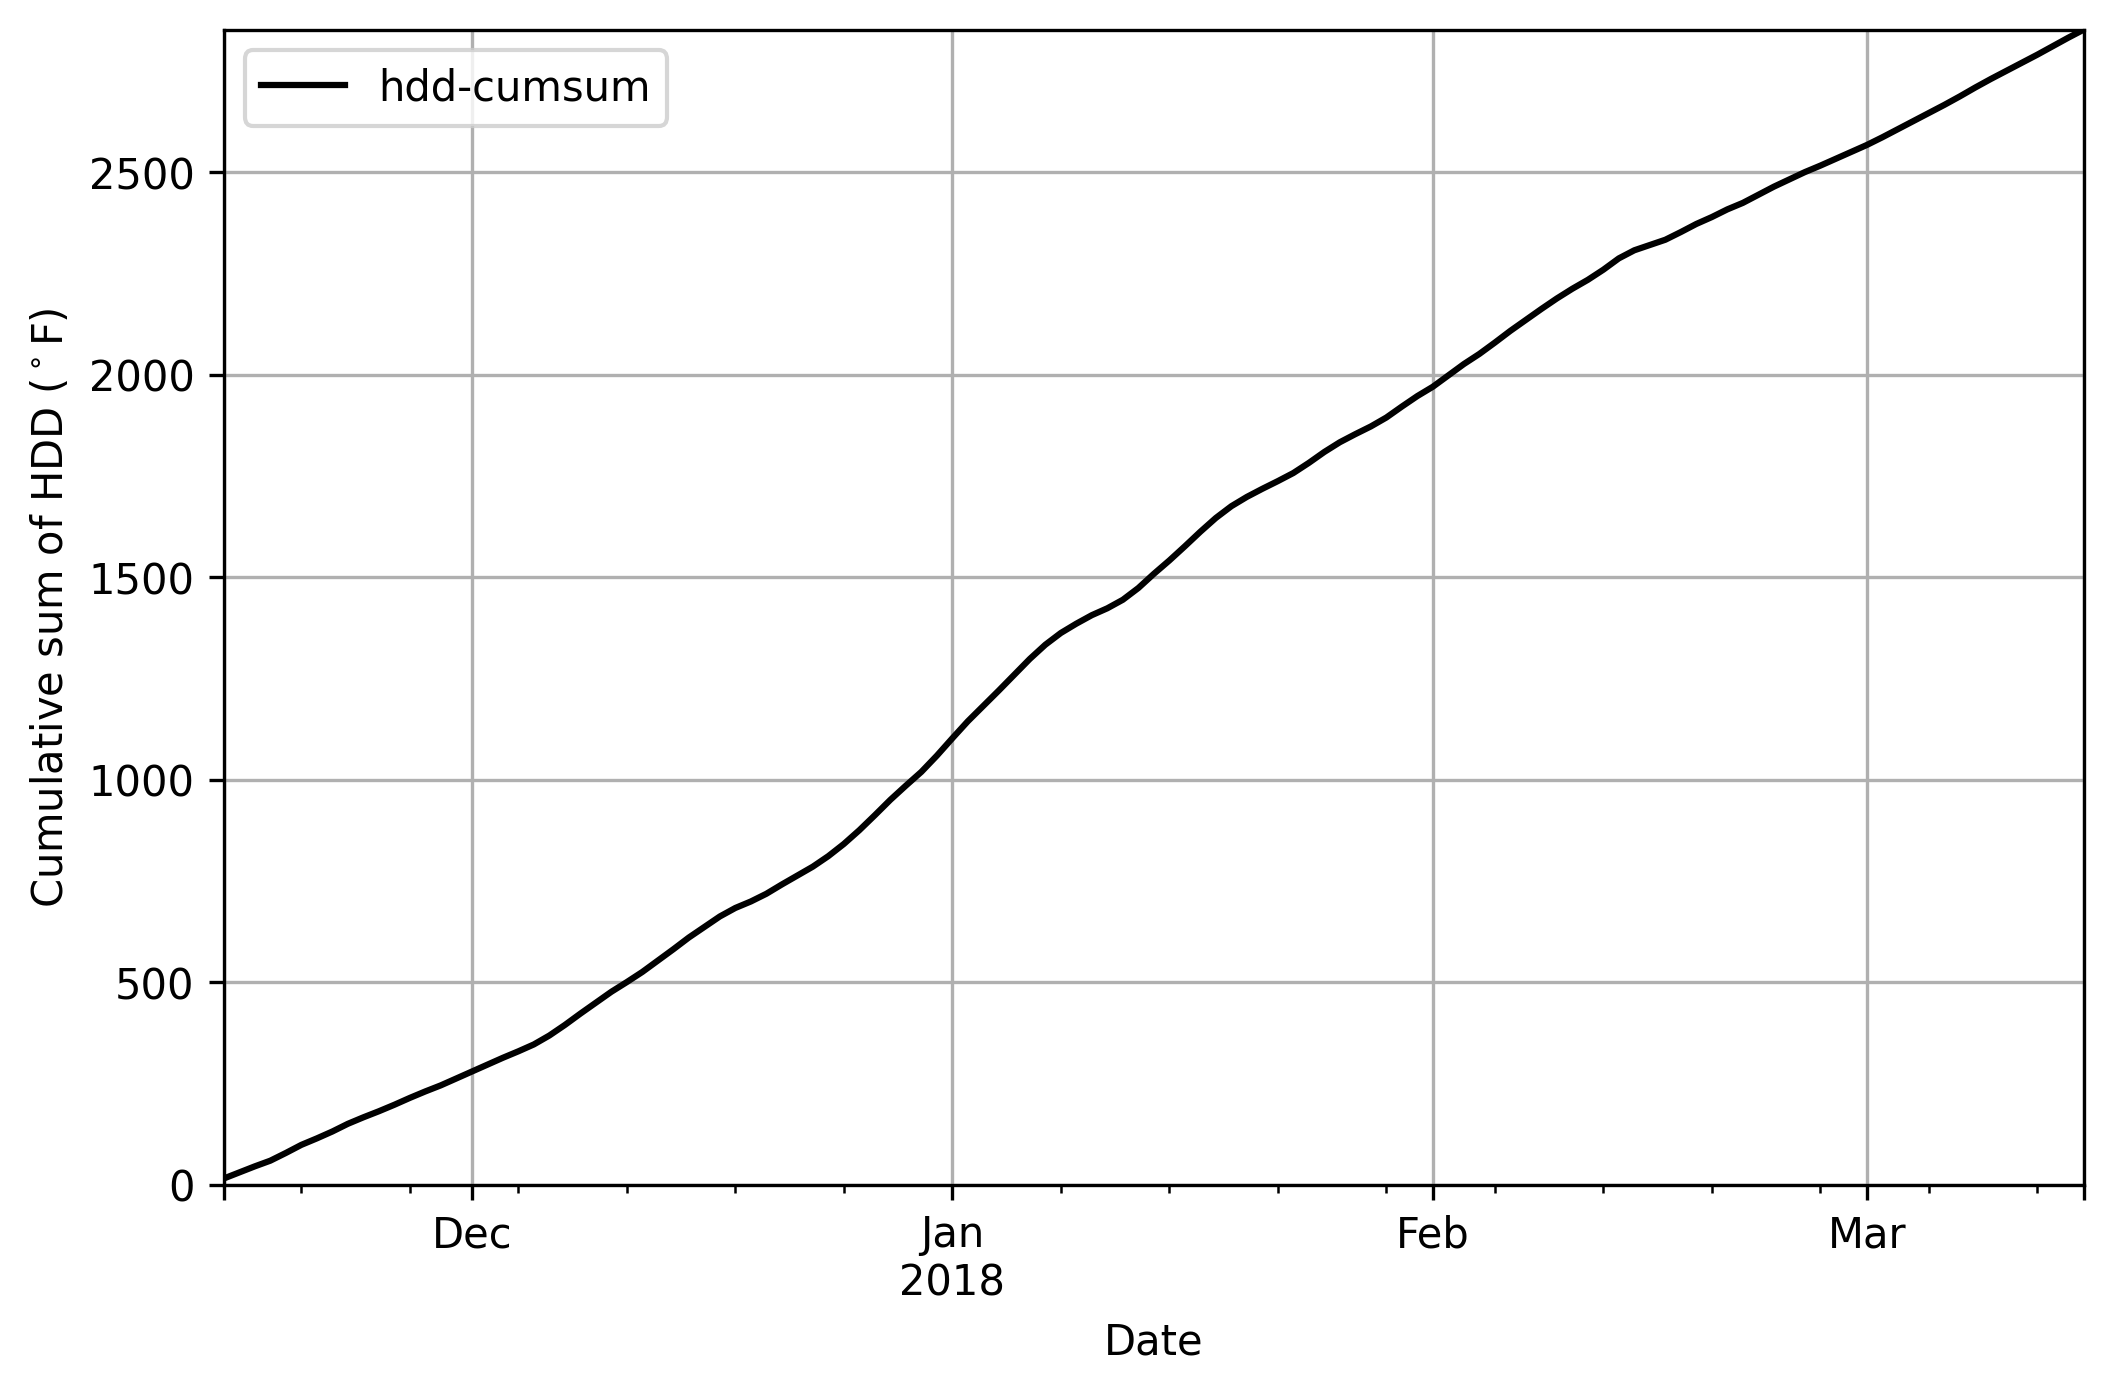 hdd-cumsum
Cumulative sum of HDD (°F)
2500
2000
1500
1000
500
0
Dec
Jan
2018
Feb
Mar
Date